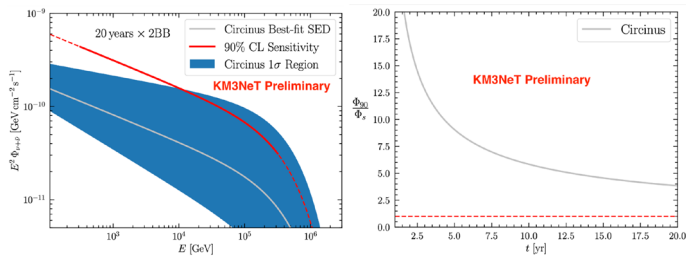 20 years × 2BB
Circinus Best-fit SED
90% CL Sensitivity
Circinus 1σ Region
KM3NeT Preliminary
10⁻⁹
10⁻¹⁰
10⁻¹¹
E² Φν+ν̄ [GeV cm⁻² s⁻¹]
10³
10⁴
10⁵
10⁶
E [GeV]
Circinus
KM3NeT Preliminary
20.0
17.5
15.0
12.5
10.0
7.5
5.0
2.5
0.0
Φ₉₀
Φₛ
2.5
5.0
7.5
10.0
12.5
15.0
17.5
20.0
t [yr]